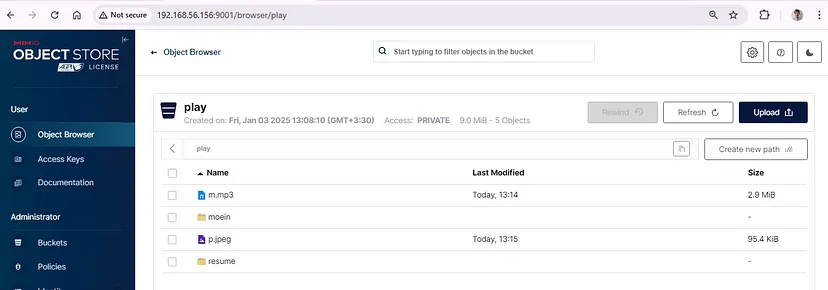 Not secure 192.168.56.156:9001/browser/play
MINIO
OBJECT STORE
AGPL LICENSE
Object Browser
Start typing to filter objects in the bucket
User
Object Browser
Access Keys
Documentation
Administrator
Buckets
Policies
play
Created on: Fri, Jan 03 2025 13:08:10 (GMT+3:30) Access: PRIVATE 9.0 MiB - 5 Objects
Rewind
Refresh
Upload
play
Create new path
Name Last Modified Size
m.mp3 Today, 13:14 2.9 MiB
moein -
p.jpeg Today, 13:15 95.4 KiB
resume -